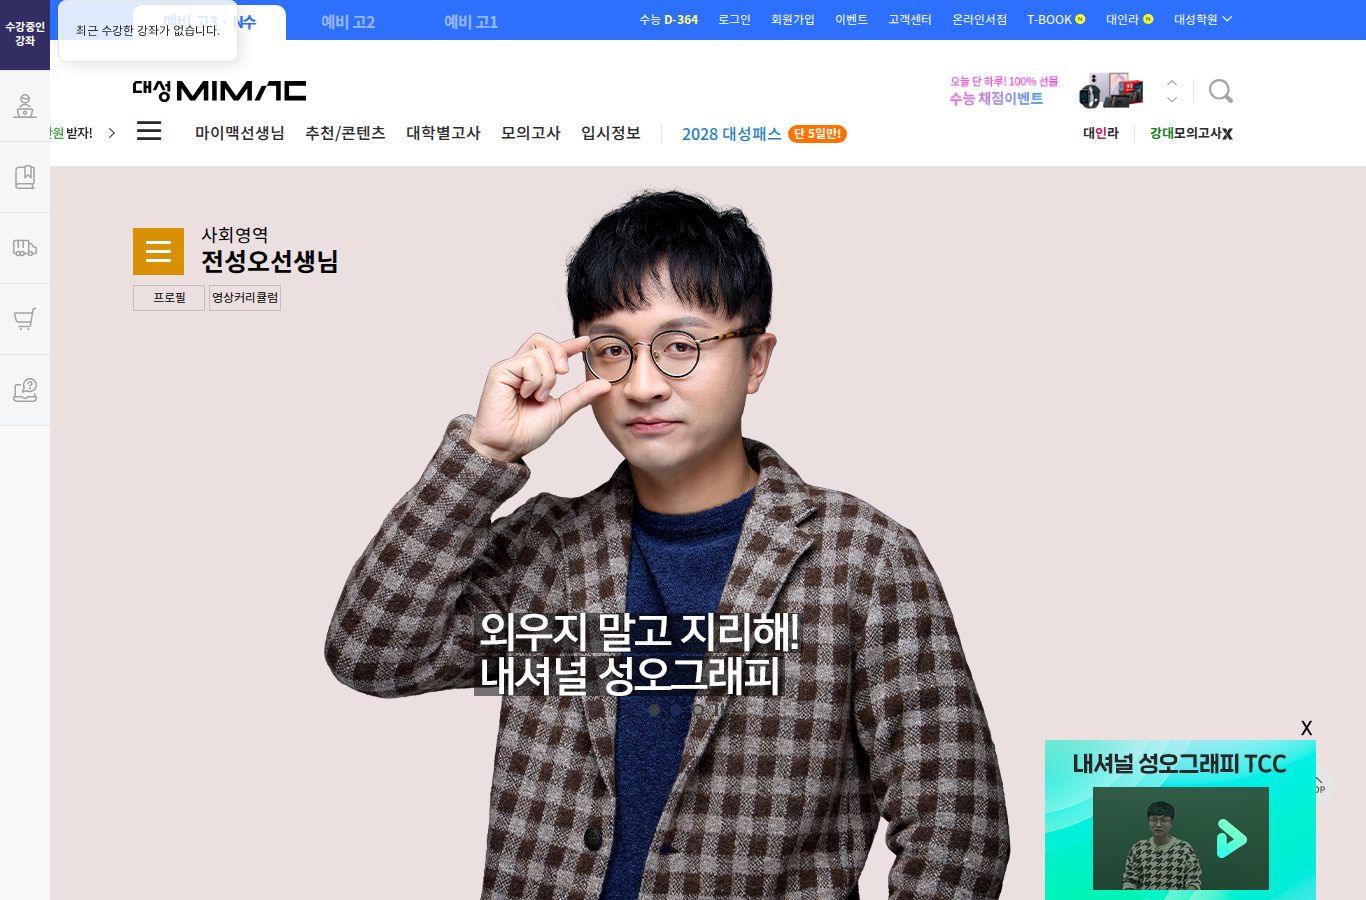 수강중인
강좌
최근 수강한 강좌가 없습니다.
예비 고3 · N수
예비 고2
예비 고1
수능 D-364
로그인
회원가입
이벤트
고객센터
온라인서점
T-BOOK N
대인라 N
대성학원
대성 MIMAC
오늘 단 하루! 100% 선물
수능 채점이벤트
받자!
마이맥선생님
추천/콘텐츠
대학별고사
모의고사
입시정보
2028 대성패스 단 5일만!
대인라
강대모의고사X
사회영역
전성오선생님
프로필
영상커리큘럼
외우지 말고 지리해!
내셔널 성오그래피
X
내셔널 성오그래피 TCC